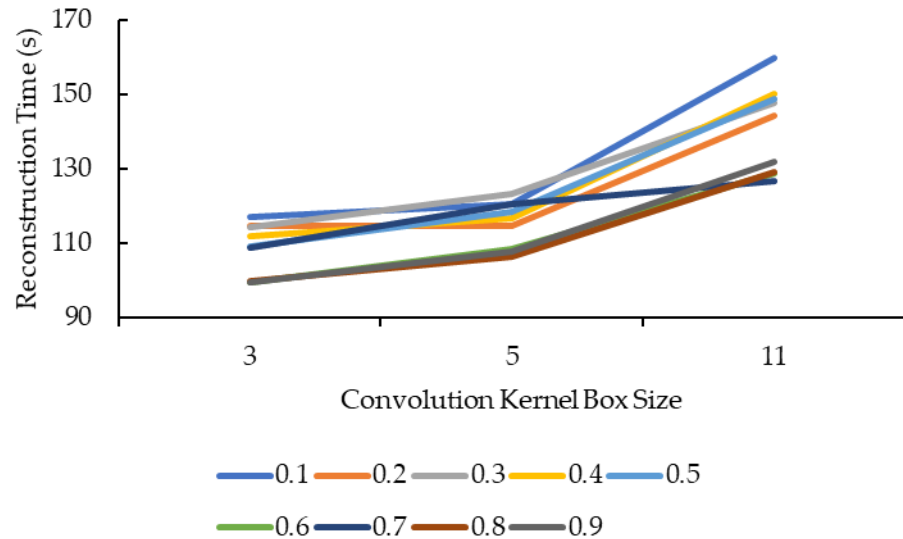 170
150
130
110
90
Reconstruction Time (s)
3 5 11
Convolution Kernel Box Size
0.1 0.2 0.3 0.4 0.5
0.6 0.7 0.8 0.9